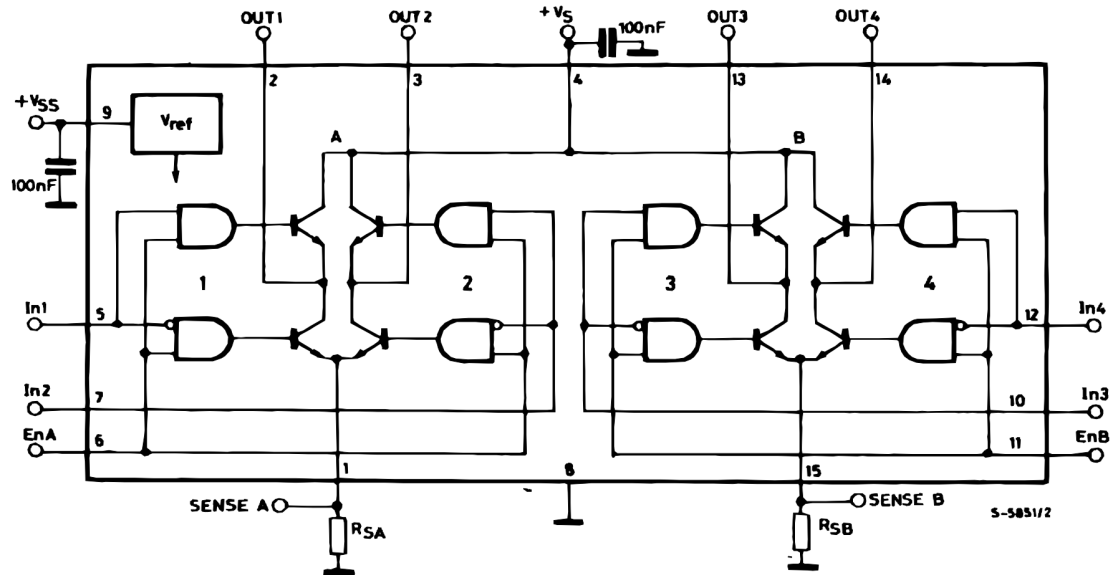 OUT1 OUT2 +VS OUT3 OUT4
100nF
2 3 4 13 14
+VSS 9 Vref
A B
100nF
1 2 3 4
In1 5 12 In4
In2 7 10 In3
EnA 6 11 EnB
1 8 15
SENSE A SENSE B
RSA RSB
S-5851/2